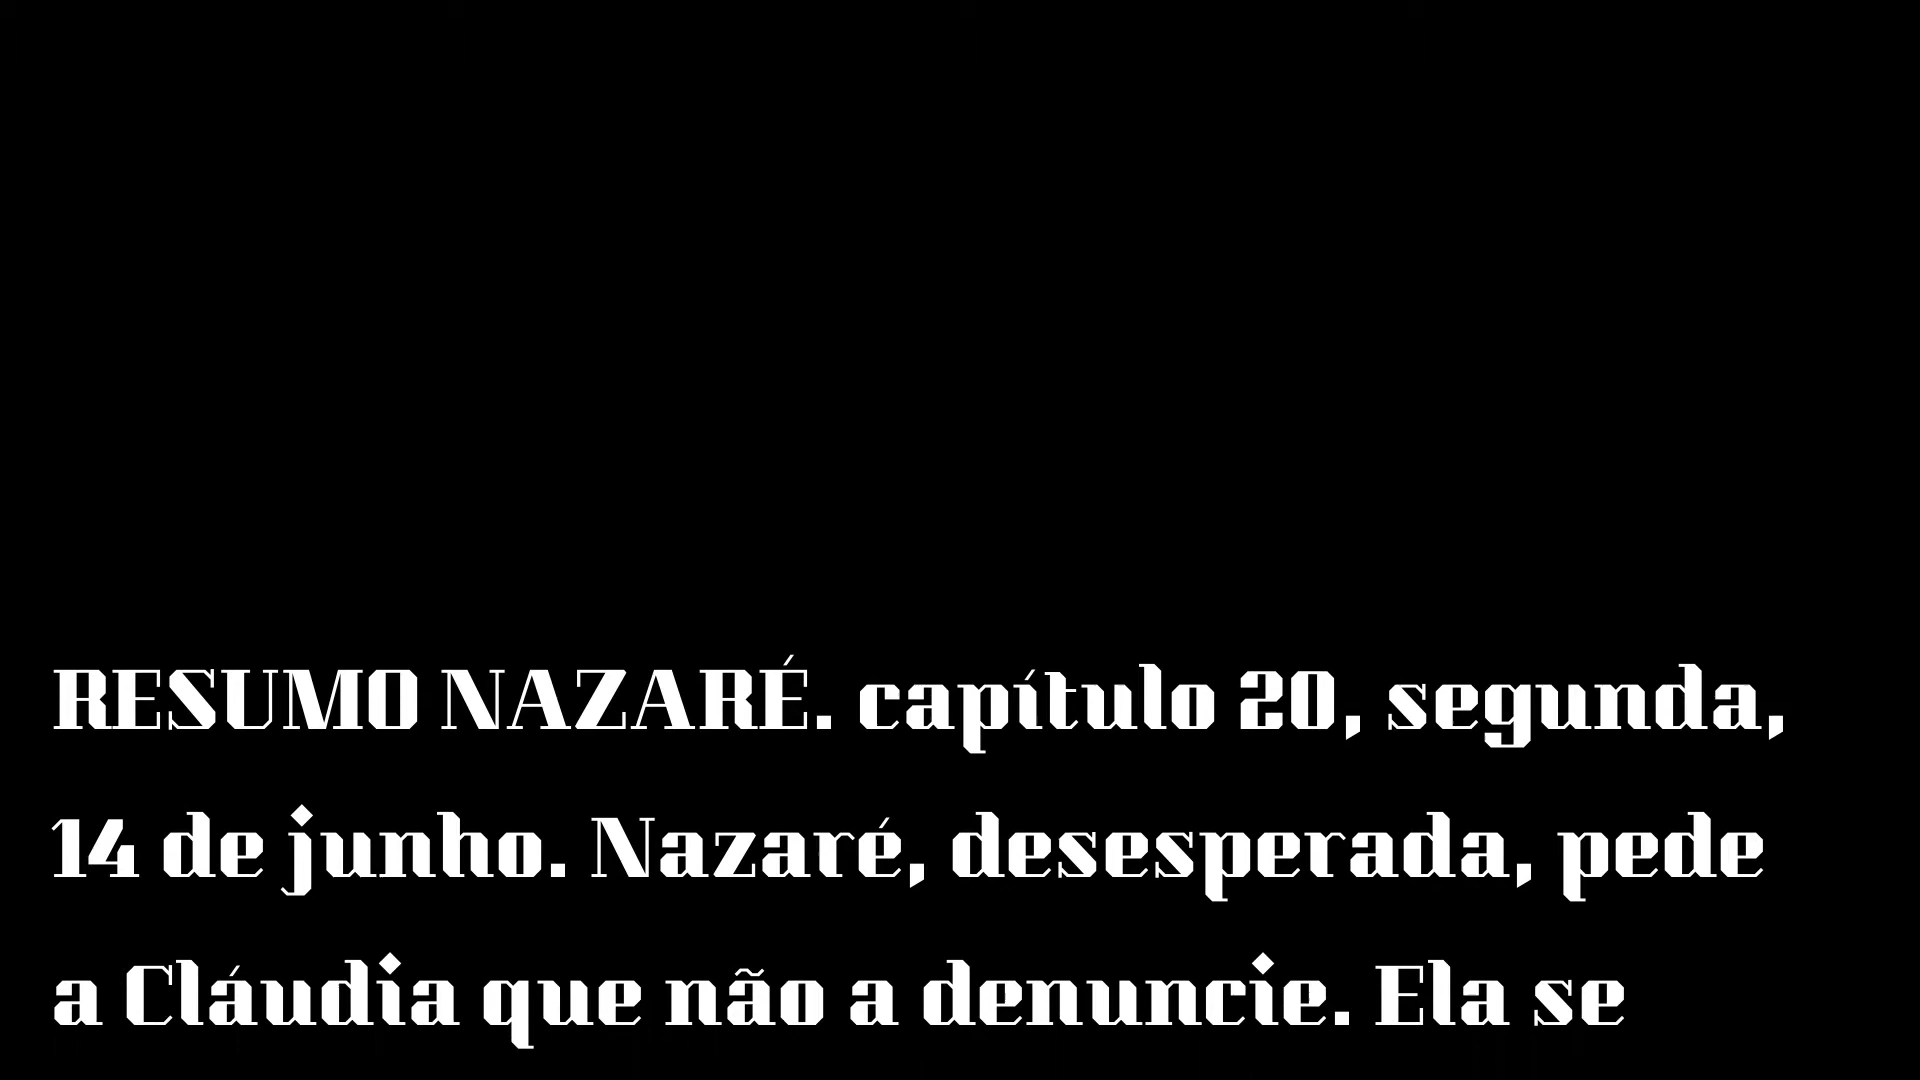 RESUMO NAZARÉ. capítulo 20, segunda,
14 de junho. Nazaré, desesperada, pede
a Cláudia que não a denuncie. Ela se